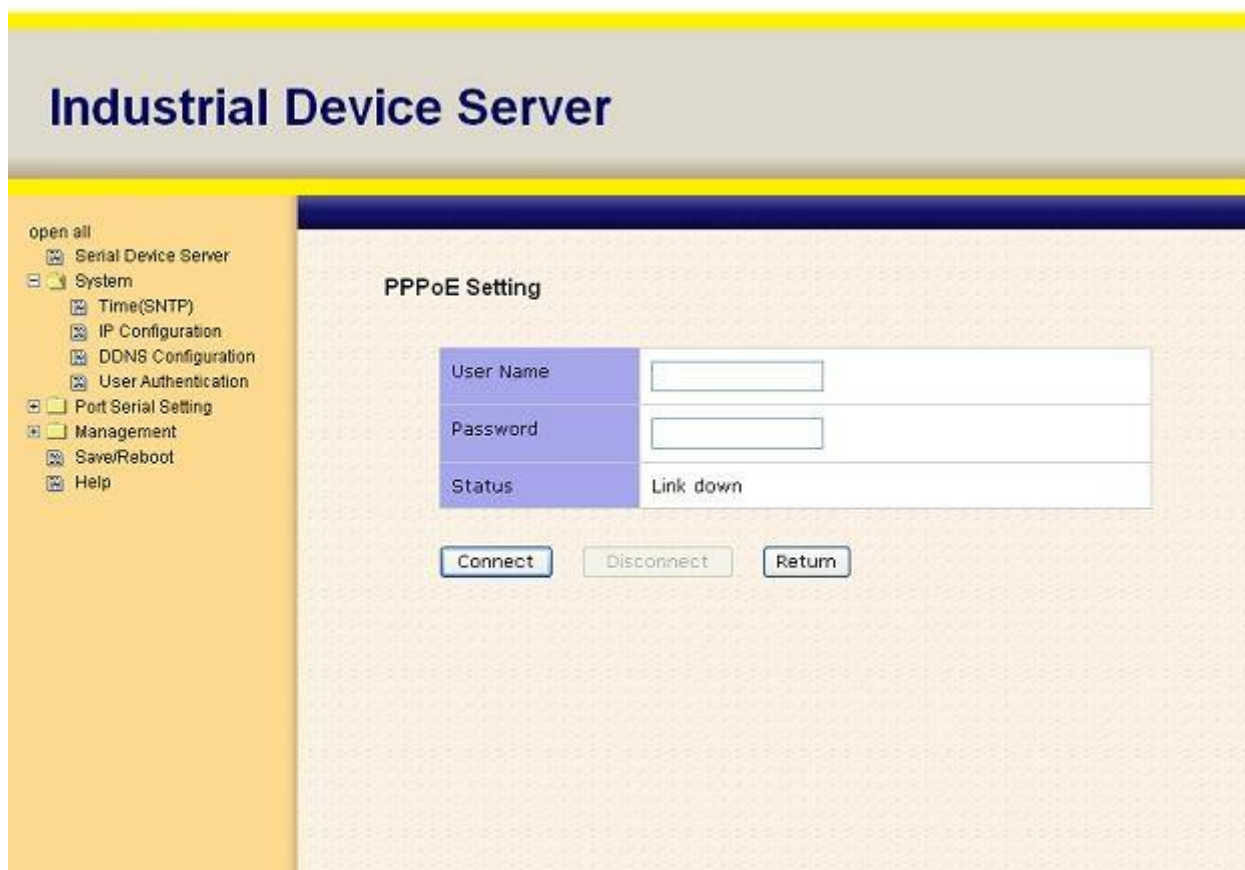 Industrial Device Server
open all
Serial Device Server
System
Time(SNTP)
IP Configuration
DDNS Configuration
User Authentication
Port Serial Setting
Management
Save/Reboot
Help
PPPoE Setting
User Name
Password
Status Link down
Connect Disconnect Return